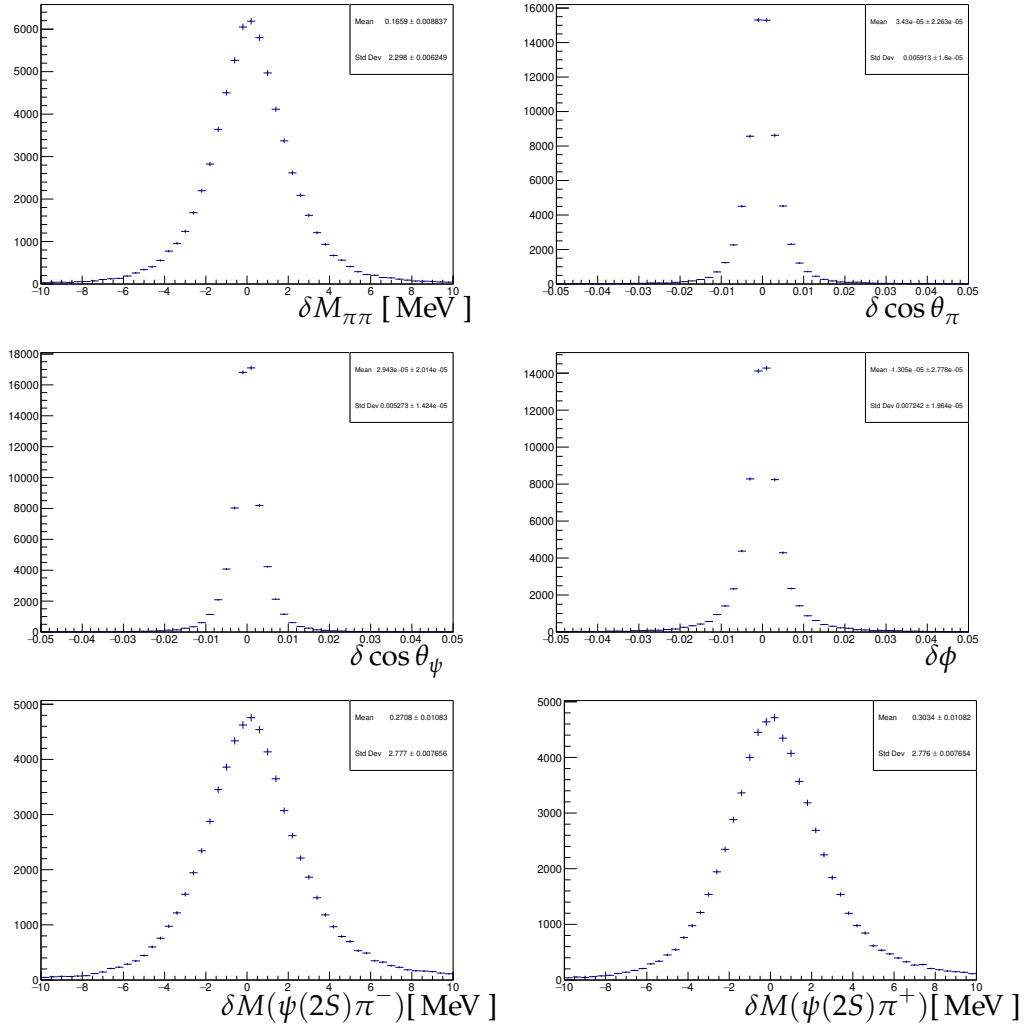 Mean 0.1659 ± 0.008837
Std Dev 2.298 ± 0.006249
6000
5000
4000
3000
2000
1000
0
−10 −8 −6 −4 −2 0 2 4 6 8 10
δM_ππ [ MeV ]
Mean 3.43e−05 ± 2.263e−05
Std Dev 0.005913 ± 1.6e−05
16000
14000
12000
10000
8000
6000
4000
2000
0
−0.05 −0.04 −0.03 −0.02 −0.01 0 0.01 0.02 0.03 0.04 0.05
δ cos θ_π
Mean 2.943e−05 ± 2.014e−05
Std Dev 0.005273 ± 1.424e−05
18000
16000
14000
12000
10000
8000
6000
4000
2000
0
−0.05 −0.04 −0.03 −0.02 −0.01 0 0.01 0.02 0.03 0.04 0.05
δ cos θ_ψ
Mean -1.305e−05 ± 2.778e−05
Std Dev 0.007242 ± 1.964e−05
14000
12000
10000
8000
6000
4000
2000
0
−0.05 −0.04 −0.03 −0.02 −0.01 0 0.01 0.02 0.03 0.04 0.05
δφ
Mean 0.2708 ± 0.01083
Std Dev 2.777 ± 0.007656
5000
4000
3000
2000
1000
0
−10 −8 −6 −4 −2 0 2 4 6 8 10
δM(ψ(2S)π⁻)[ MeV ]
Mean 0.3034 ± 0.01082
Std Dev 2.776 ± 0.007654
5000
4000
3000
2000
1000
0
−10 −8 −6 −4 −2 0 2 4 6 8 10
δM(ψ(2S)π⁺)[ MeV ]